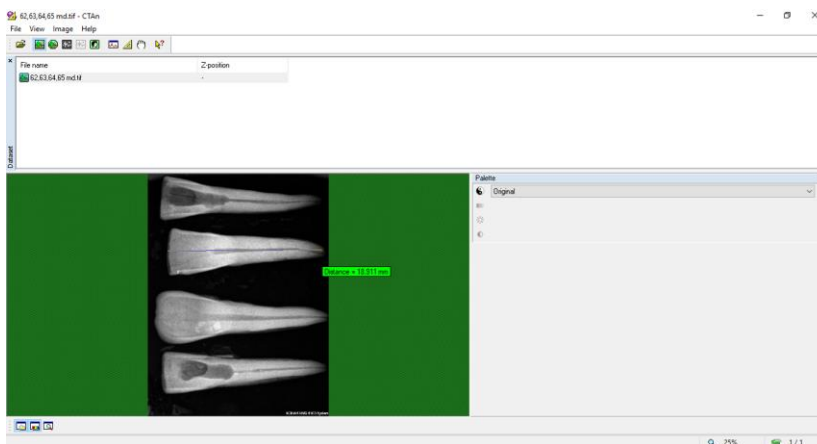 62,63,64,65 md.tif - CTAn
File View Image Help
File name Z-position
62,63,64,65 md.tif -
Dataset
Palette
Original
Distance = 18.911 mm
25% 1 / 1